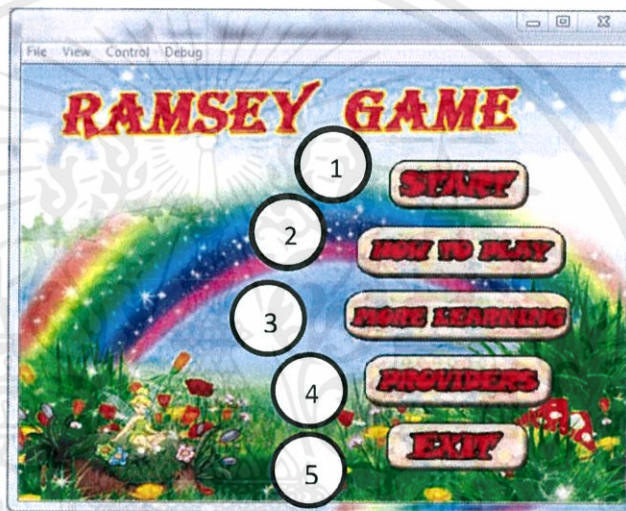 File View Control Debug
RAMSEY GAME
1
START
2
HOW TO PLAY
3
MORE LEARNING
4
PROVIDERS
5
EXIT